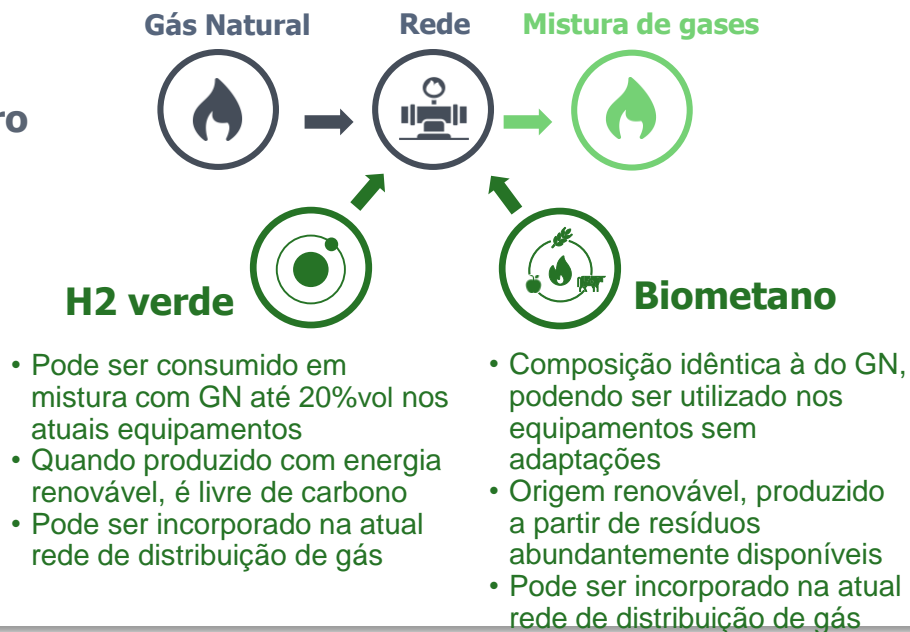 Gás Natural
Rede
Mistura de gases
ro
H2 verde
• Pode ser consumido em
mistura com GN até 20%vol nos
atuais equipamentos
• Quando produzido com energia
renovável, é livre de carbono
• Pode ser incorporado na atual
rede de distribuição de gás
Biometano
• Composição idêntica à do GN,
podendo ser utilizado nos
equipamentos sem
adaptações
• Origem renovável, produzido
a partir de resíduos
abundantemente disponíveis
• Pode ser incorporado na atual
rede de distribuição de gás